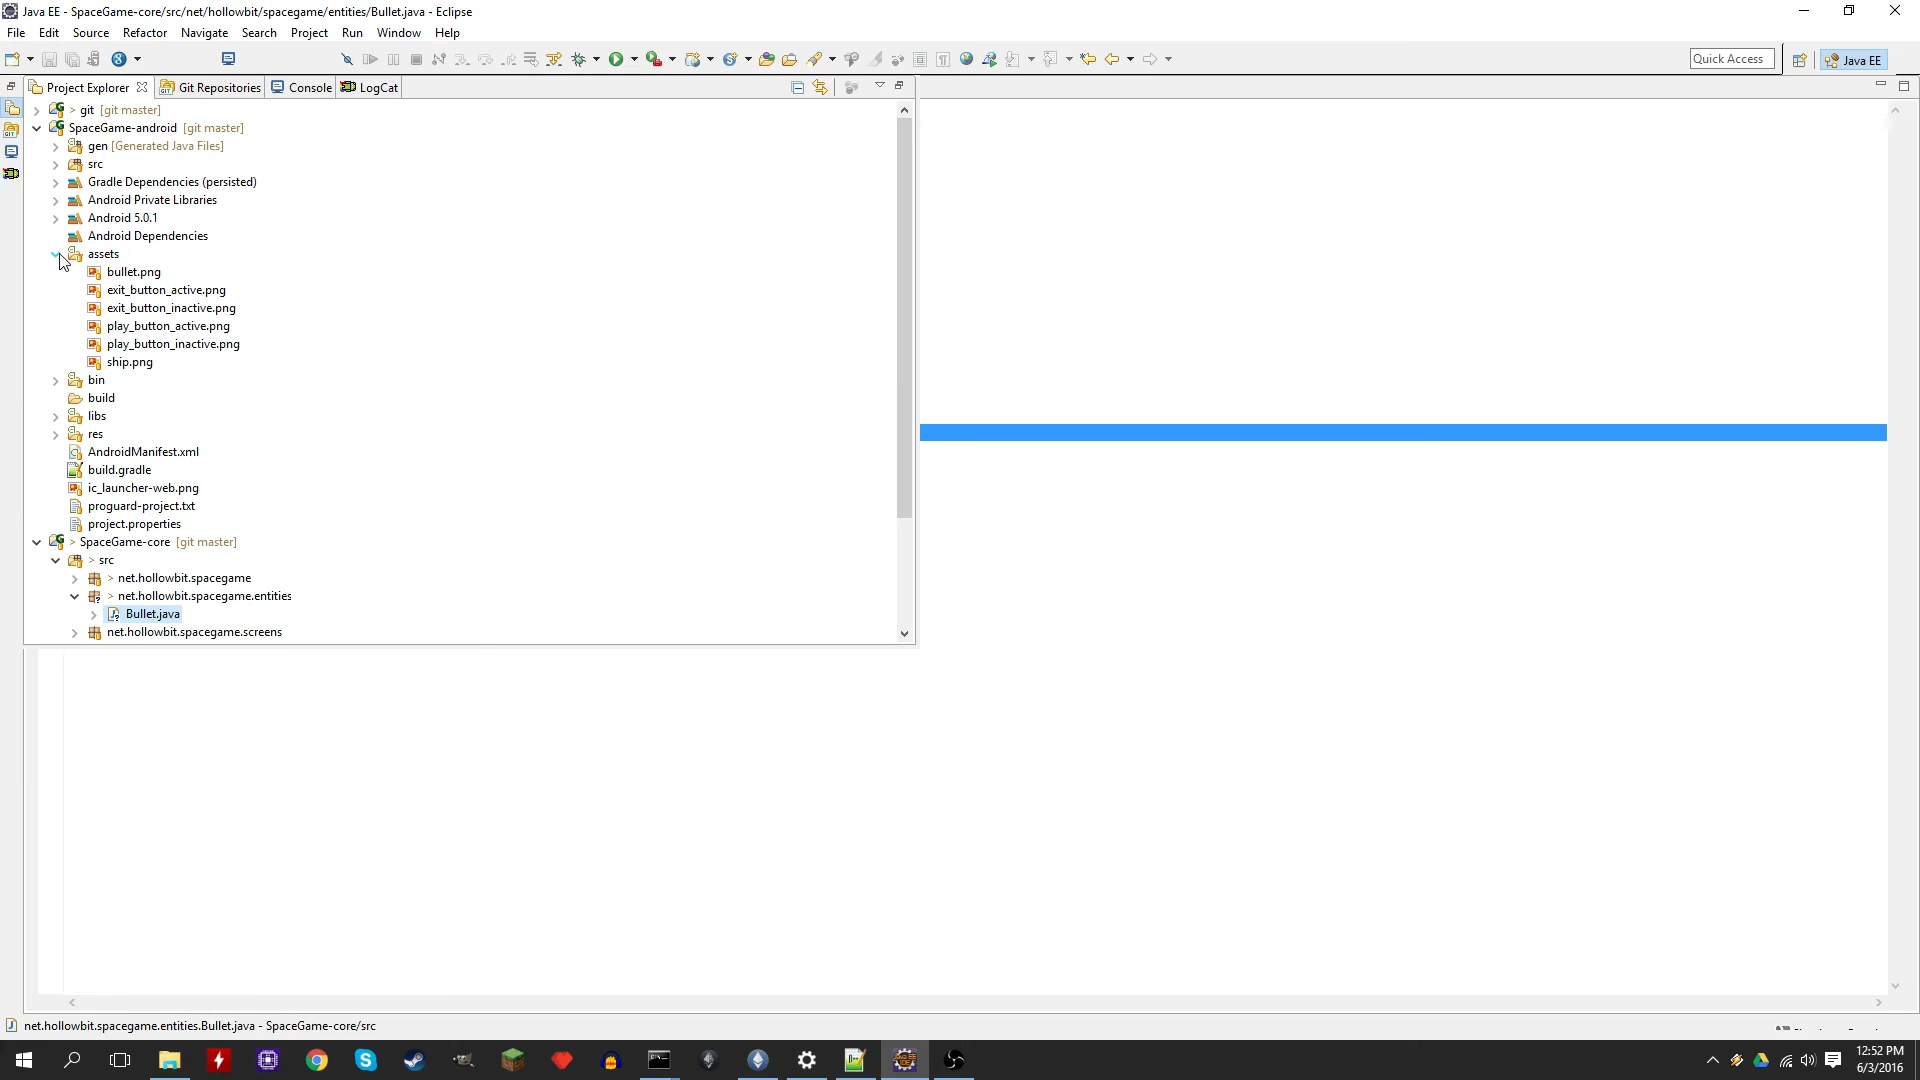 Java EE - SpaceGame-core/src/net/hollowbit/spacegame/entities/Bullet.java - Eclipse
File Edit Source Refactor Navigate Search Project Run Window Help
Quick Access
Java EE
Project Explorer
Git Repositories
Console
LogCat
> git [git master]
SpaceGame-android [git master]
gen [Generated Java Files]
src
Gradle Dependencies (persisted)
Android Private Libraries
Android 5.0.1
Android Dependencies
assets
bullet.png
exit_button_active.png
exit_button_inactive.png
play_button_active.png
play_button_inactive.png
ship.png
bin
build
libs
res
AndroidManifest.xml
build.gradle
ic_launcher-web.png
proguard-project.txt
project.properties
> SpaceGame-core [git master]
> src
> net.hollowbit.spacegame
> net.hollowbit.spacegame.entities
Bullet.java
net.hollowbit.spacegame.screens
net.hollowbit.spacegame.entities.Bullet.java - SpaceGame-core/src
12:52 PM
6/3/2016